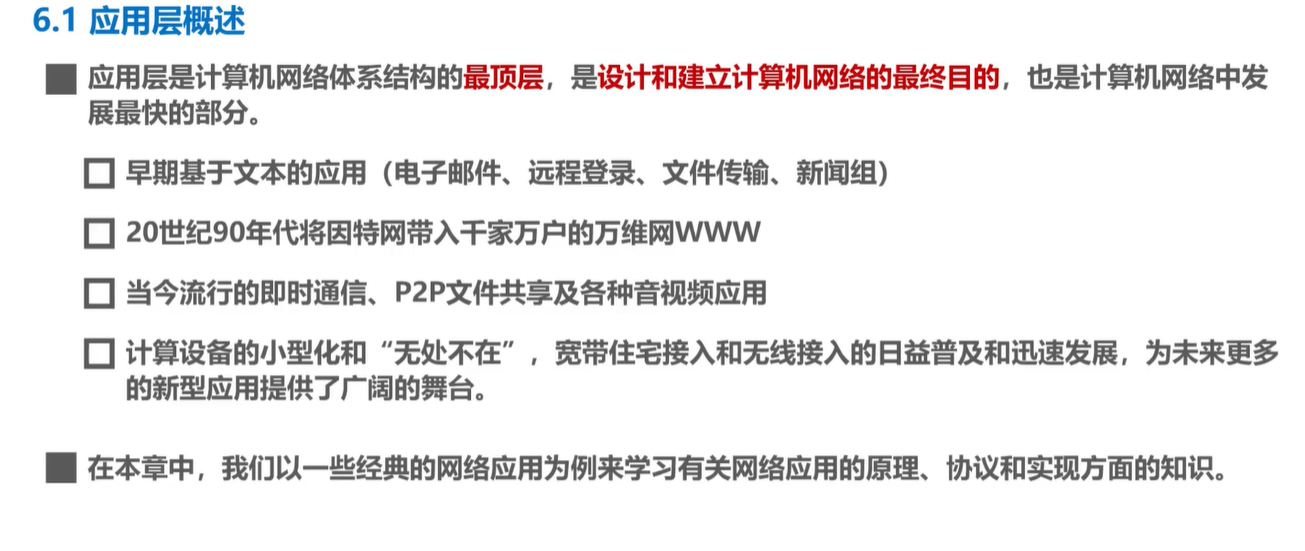 6.1 应用层概述
应用层是计算机网络体系结构的最顶层，是设计和建立计算机网络的最终目的，也是计算机网络中发
展最快的部分。
早期基于文本的应用（电子邮件、远程登录、文件传输、新闻组）
20世纪90年代将因特网带入千家万户的万维网WWW
当今流行的即时通信、P2P文件共享及各种音视频应用
计算设备的小型化和“无处不在”，宽带住宅接入和无线接入的日益普及和迅速发展，为未来更多
的新型应用提供了广阔的舞台。
在本章中，我们以一些经典的网络应用为例来学习有关网络应用的原理、协议和实现方面的知识。